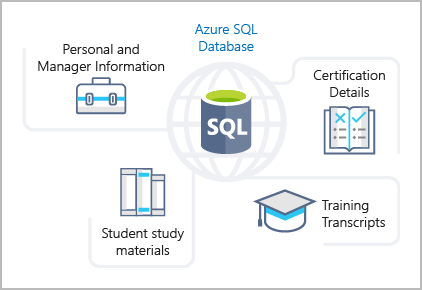 Azure SQL
Database
Personal and
Manager Information
Certification
Details
SQL
Student study
materials
Training
Transcripts